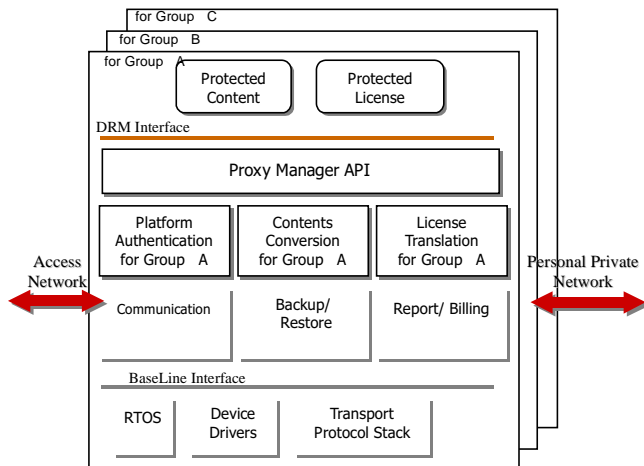 for Group C
for Group B
for Group A
Protected
Content
Protected
License
DRM Interface
Proxy Manager API
Platform
Authentication
for Group A
Contents
Conversion
for Group A
License
Translation
for Group A
Access
Network
Personal Private
Network
Communication
Backup/
Restore
Report/ Billing
BaseLine Interface
RTOS
Device
Drivers
Transport
Protocol Stack